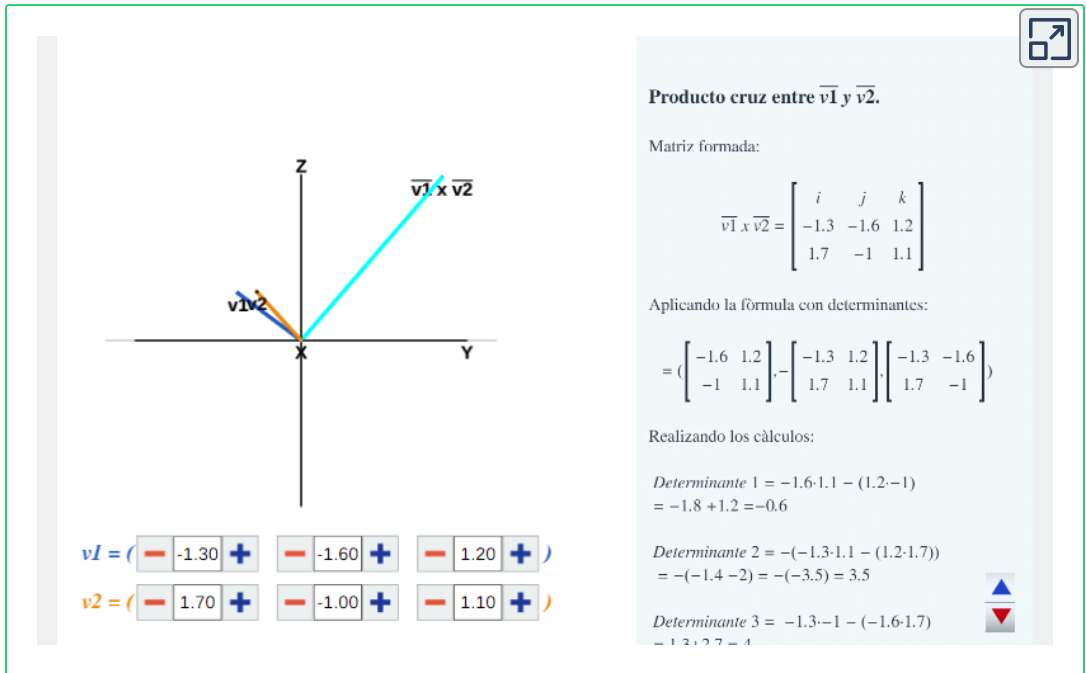 Z
v1 x v2
v1v2
X
Y
v1 = ( -1.30 -1.60 1.20 )
v2 = ( 1.70 -1.00 1.10 )
Producto cruz entre v1 y v2.
Matriz formada:
i j k
v1 x v2 = −1.3 −1.6 1.2
1.7 −1 1.1
Aplicando la fòrmula con determinantes:
−1.6 1.2 −1.3 1.2 −1.3 −1.6
= ( ,− , )
−1 1.1 1.7 1.1 1.7 −1
Realizando los càlculos:
Determinante 1 = −1.6·1.1 − (1.2·−1)
= −1.8 +1.2 =−0.6
Determinante 2 = −(−1.3·1.1 − (1.2·1.7))
= −(−1.4 −2) = −(−3.5) = 3.5
Determinante 3 = −1.3·−1 − (−1.6·1.7)